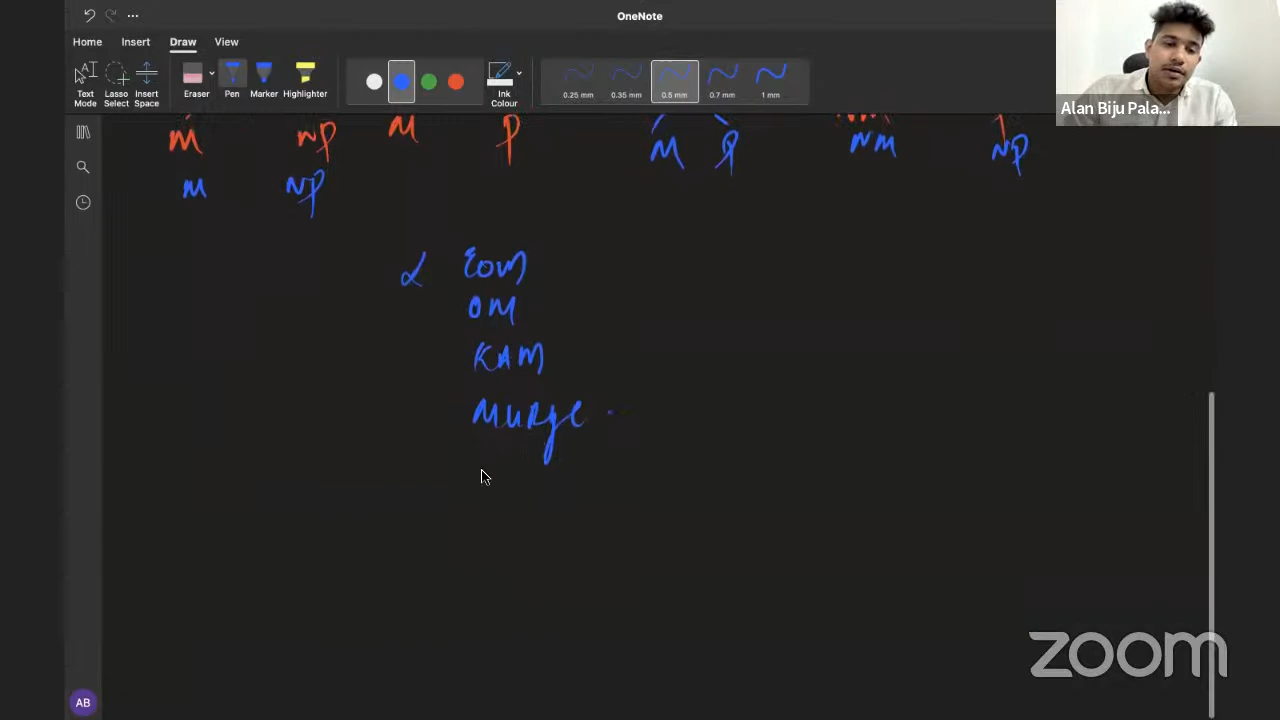 OneNote
Home Insert Draw View
Text Mode Lasso Select Insert Space Eraser Pen Marker Highlighter Ink Colour 0.25 mm 0.35 mm 0.5 mm 0.7 mm 1 mm
Alan Biju Pala...
M NP M P M P NM NP
M NP
α EOM
OM
KAM
MURge
zoom
AB